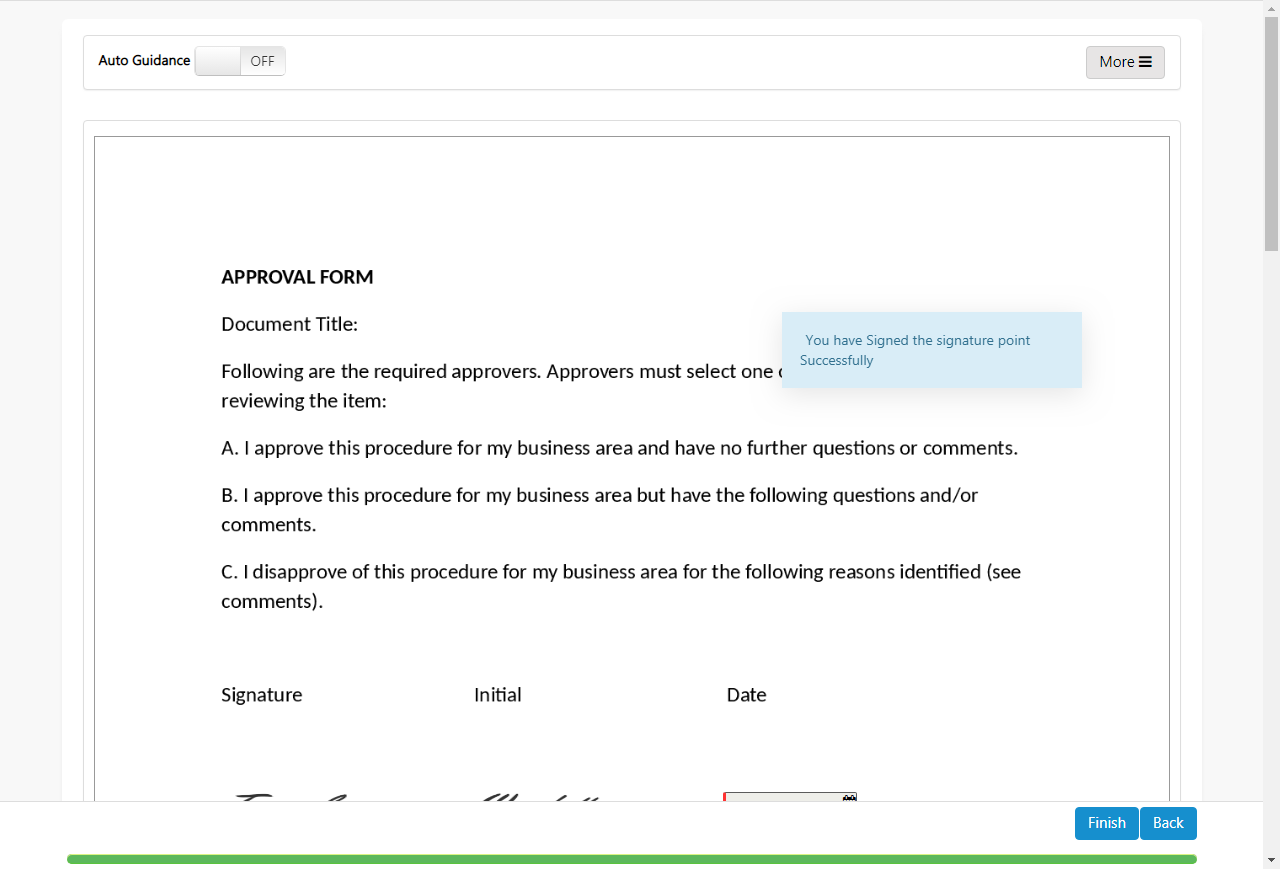 Auto Guidance OFF More
APPROVAL FORM
Document Title:
You have Signed the signature point
Successfully
Following are the required approvers. Approvers must select one
reviewing the item:
A. I approve this procedure for my business area and have no further questions or comments.
B. I approve this procedure for my business area but have the following questions and/or
comments.
C. I disapprove of this procedure for my business area for the following reasons identified (see
comments).
Signature Initial Date
Finish Back